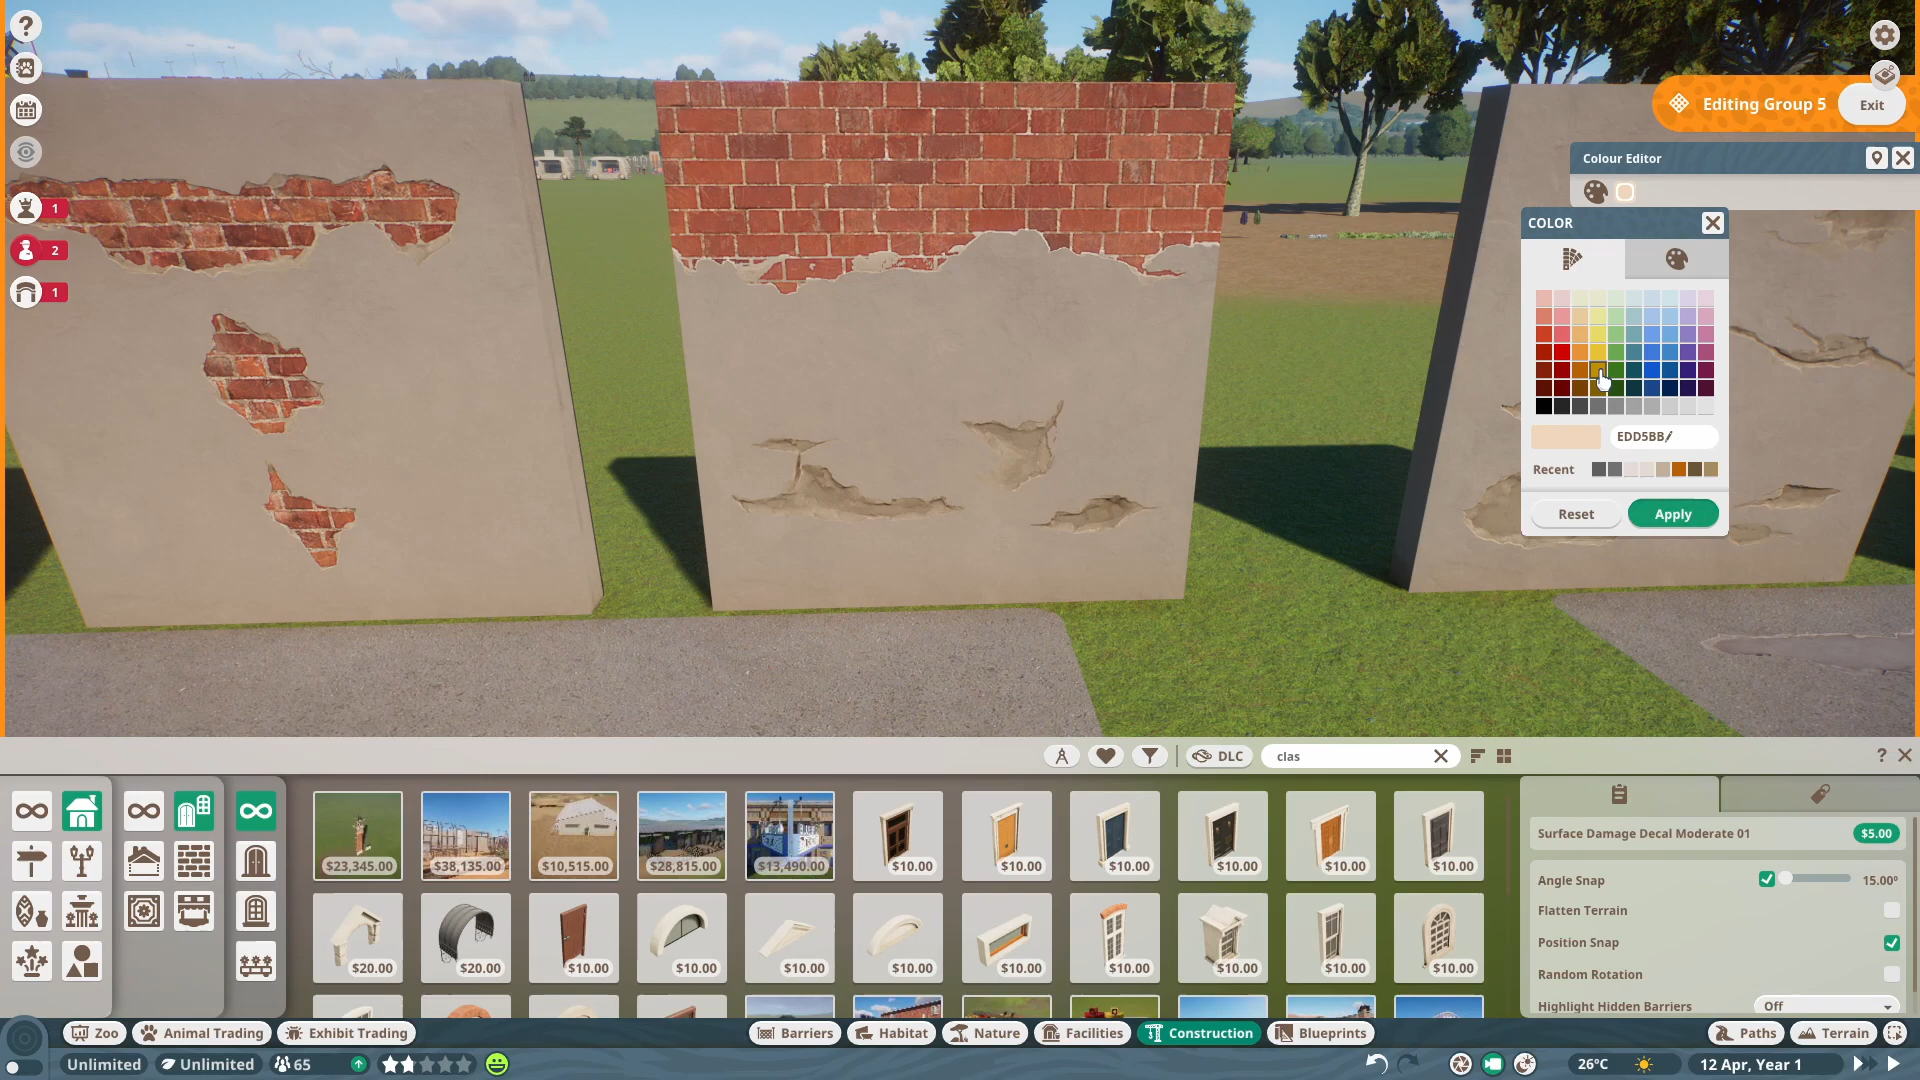 ?
Editing Group 5
Exit
Colour Editor
1
2
1
COLOR
EDD5BB
Recent
Reset
Apply
DLC
clas
?
$23,345.00
$38,135.00
$10,515.00
$28,815.00
$13,490.00
$10.00
$10.00
$10.00
$10.00
$10.00
$10.00
$20.00
$20.00
$10.00
$10.00
$10.00
$10.00
$10.00
$10.00
$10.00
$10.00
$10.00
Surface Damage Decal Moderate 01
$5.00
Angle Snap
15.00°
Flatten Terrain
Position Snap
Random Rotation
Highlight Hidden Barriers
Off
Zoo
Animal Trading
Exhibit Trading
Barriers
Habitat
Nature
Facilities
Construction
Blueprints
Paths
Terrain
Unlimited
Unlimited
65
26°C
12 Apr, Year 1